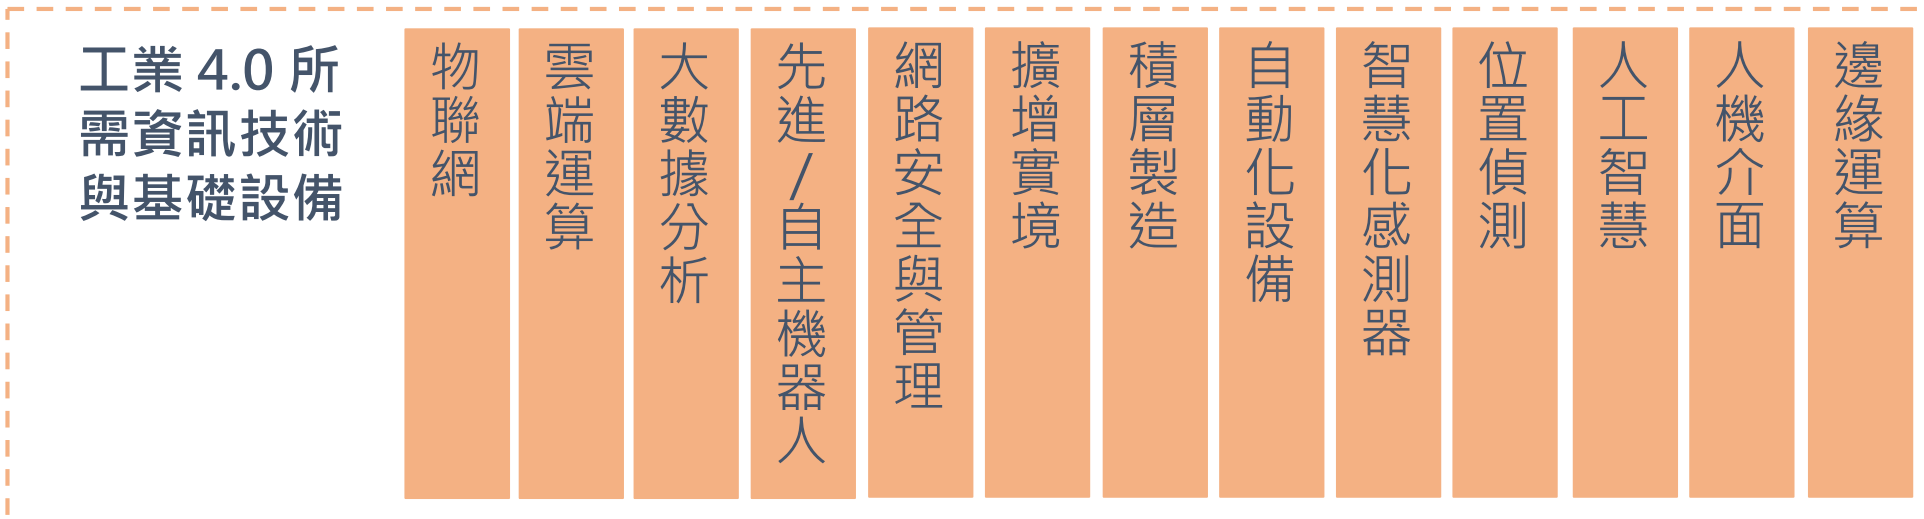 工業 4.0 所
需資訊技術
與基礎設備
物聯網
雲端運算
大數據分析
先進/自主機器人
網路安全與管理
擴增實境
積層製造
自動化設備
智慧化感測器
位置偵測
人工智慧
人機介面
邊緣運算